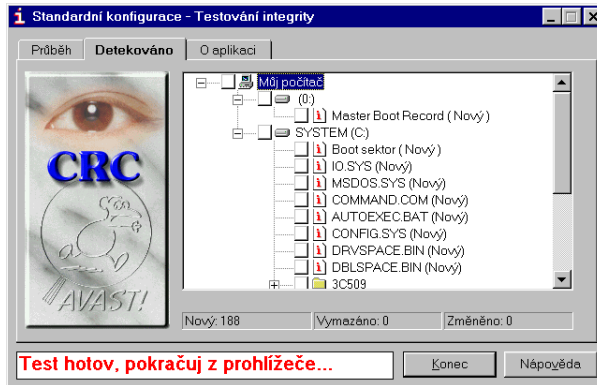 Standardní konfigurace - Testování integrity
Průběh
Detekováno
O aplikaci
CRC
AVAST!
Můj počítač
(0:)
Master Boot Record ( Nový )
SYSTEM (C:)
Boot sektor ( Nový )
IO.SYS (Nový)
MSDOS.SYS (Nový)
COMMAND.COM (Nový)
AUTOEXEC.BAT (Nový)
CONFIG.SYS (Nový)
DRVSPACE.BIN (Nový)
DBLSPACE.BIN (Nový)
3C509
Nový: 188
Vymazáno: 0
Změněno: 0
Test hotov, pokračuj z prohlížeče...
Konec
Nápověda